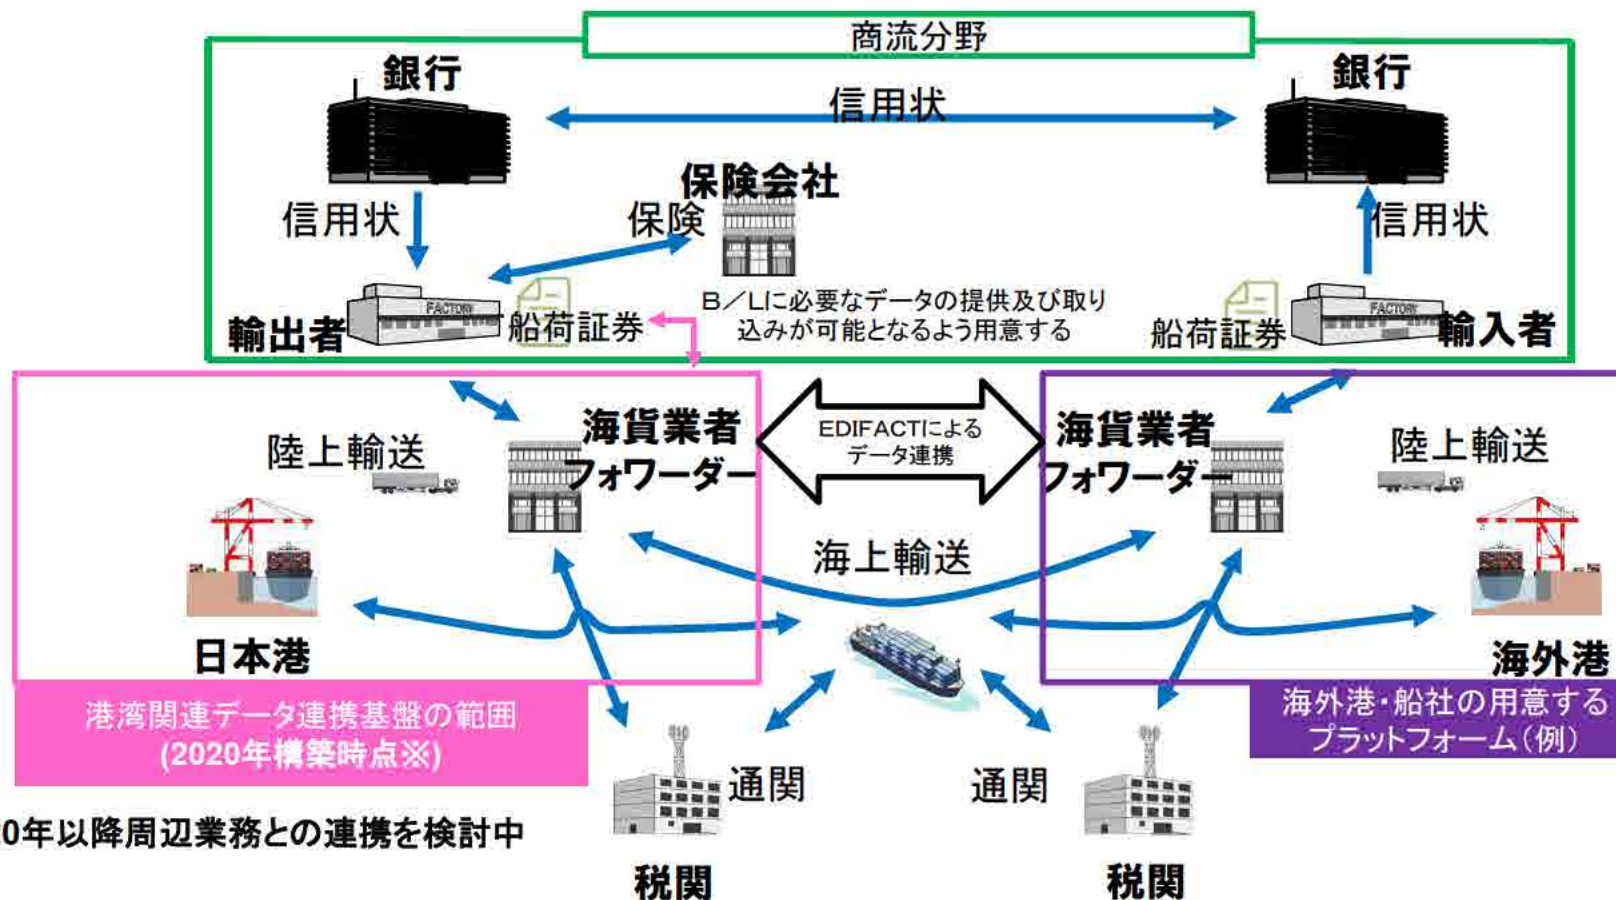 商流分野
銀行
銀行
信用状
保険会社
信用状
保険
信用状
FACTORY
FACTORY
輸出者
船荷証券
B/Lに必要なデータの提供及び取り
込みが可能となるよう用意する
船荷証券
輸入者
海貨業者
フォワーダー
EDIFACTによる
データ連携
海貨業者
フォワーダー
陸上輸送
陸上輸送
海上輸送
日本港
海外港
港湾関連データ連携基盤の範囲
(2020年構築時点※)
海外港・船社の用意する
プラットフォーム(例)
通関
通関
0年以降周辺業務との連携を検討中
税関
税関